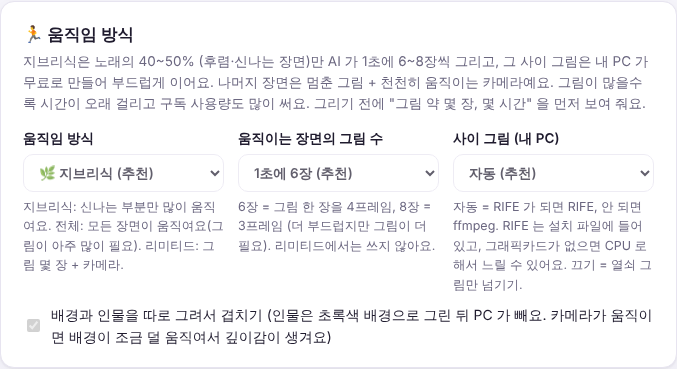 🏃 움직임 방식
지브리식은 노래의 40~50% (후렴·신나는 장면)만 AI 가 1초에 6~8장씩 그리고, 그 사이 그림은 내 PC 가
무료로 만들어 부드럽게 이어요. 나머지 장면은 멈춘 그림 + 천천히 움직이는 카메라예요. 그림이 많을수
록 시간이 오래 걸리고 구독 사용량도 많이 써요. 그리기 전에 "그림 약 몇 장, 몇 시간" 을 먼저 보여 줘요.
움직임 방식
🌿 지브리식 (추천)
지브리식: 신나는 부분만 많이 움직
여요. 전체: 모든 장면이 움직여요(그
림이 아주 많이 필요). 리미티드: 그
림 몇 장 + 카메라.
움직이는 장면의 그림 수
1초에 6장 (추천)
6장 = 그림 한 장을 4프레임, 8장 =
3프레임 (더 부드럽지만 그림이 더
필요). 리미티드에서는 쓰지 않아요.
사이 그림 (내 PC)
자동 (추천)
자동 = RIFE 가 되면 RIFE, 안 되면
ffmpeg. RIFE 는 설치 파일에 들어
있고, 그래픽카드가 없으면 CPU 로
해서 느릴 수 있어요. 끄기 = 열쇠 그
림만 넘기기.
배경과 인물을 따로 그려서 겹치기 (인물은 초록색 배경으로 그린 뒤 PC 가 빼요. 카메라가 움직이
면 배경이 조금 덜 움직여서 깊이감이 생겨요)